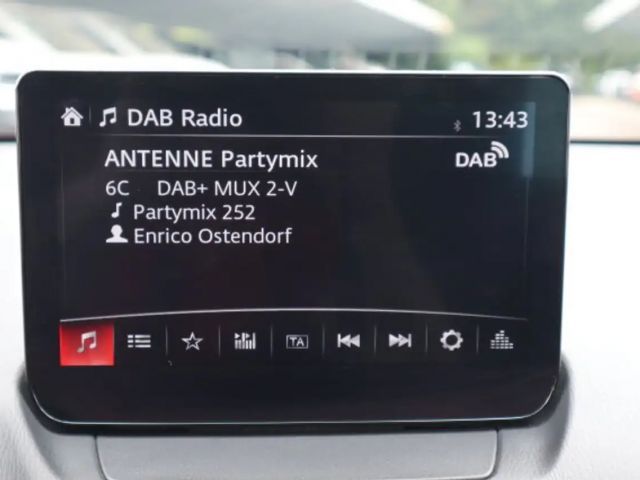 DAB Radio 13:43
ANTENNE Partymix DAB
6C DAB+ MUX 2-V
Partymix 252
Enrico Ostendorf
TA